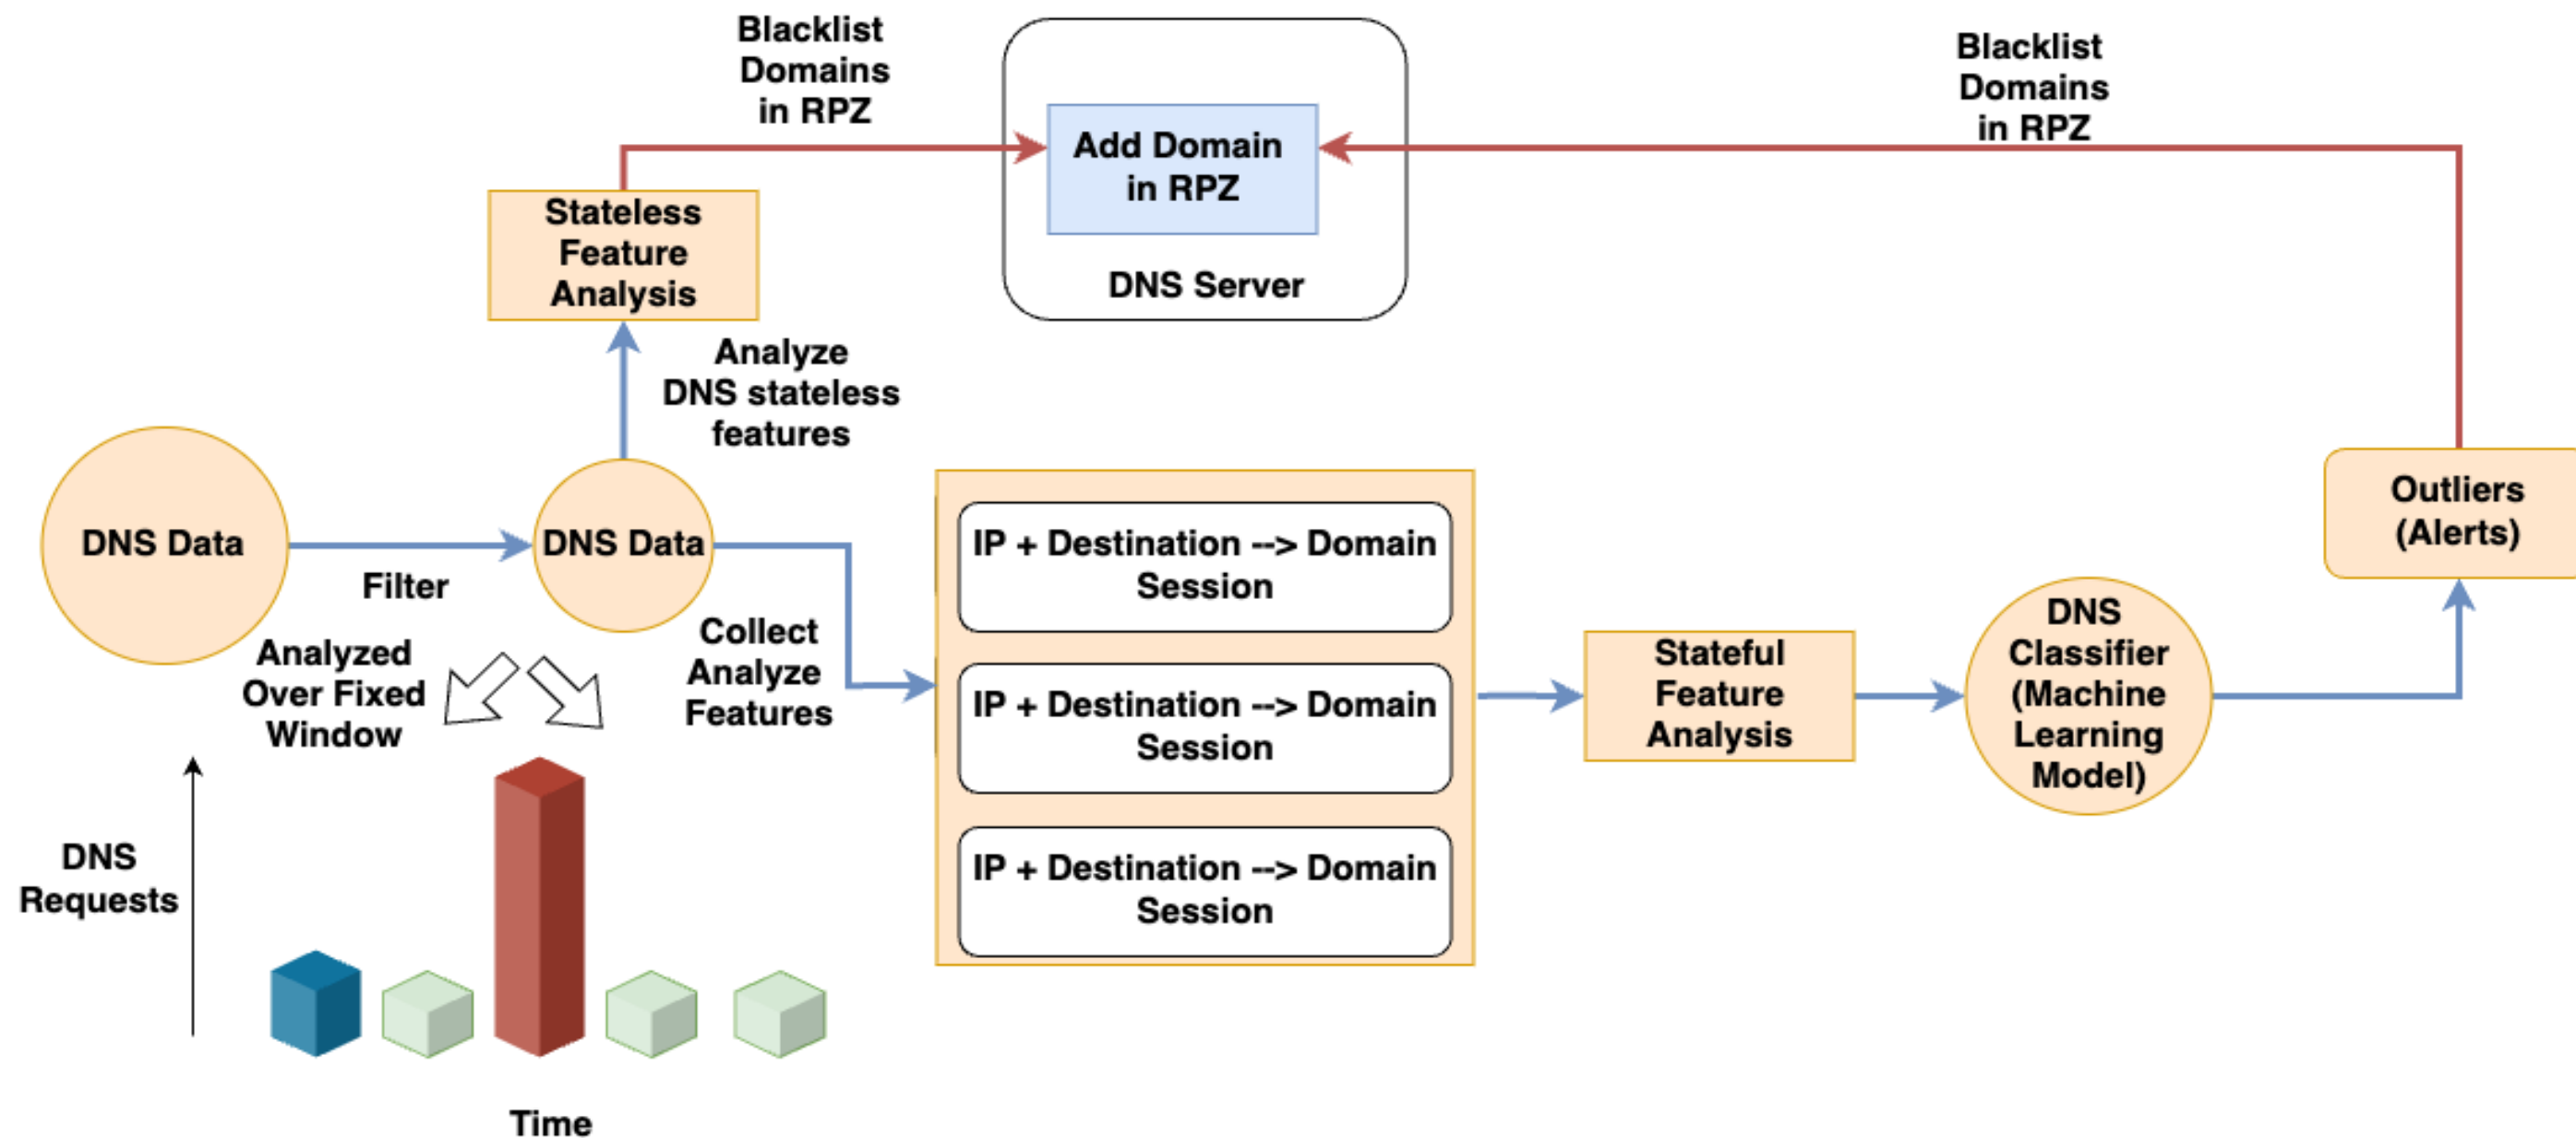 Blacklist
Domains
in RPZ
Blacklist
Domains
in RPZ
Add Domain
in RPZ
DNS Server
Stateless
Feature
Analysis
Analyze
DNS stateless
features
DNS Data
Filter
DNS Data
Analyzed
Over Fixed
Window
Collect
Analyze
Features
IP + Destination --> Domain
Session
IP + Destination --> Domain
Session
IP + Destination --> Domain
Session
Stateful
Feature
Analysis
DNS
Classifier
(Machine
Learning
Model)
Outliers
(Alerts)
DNS
Requests
Time